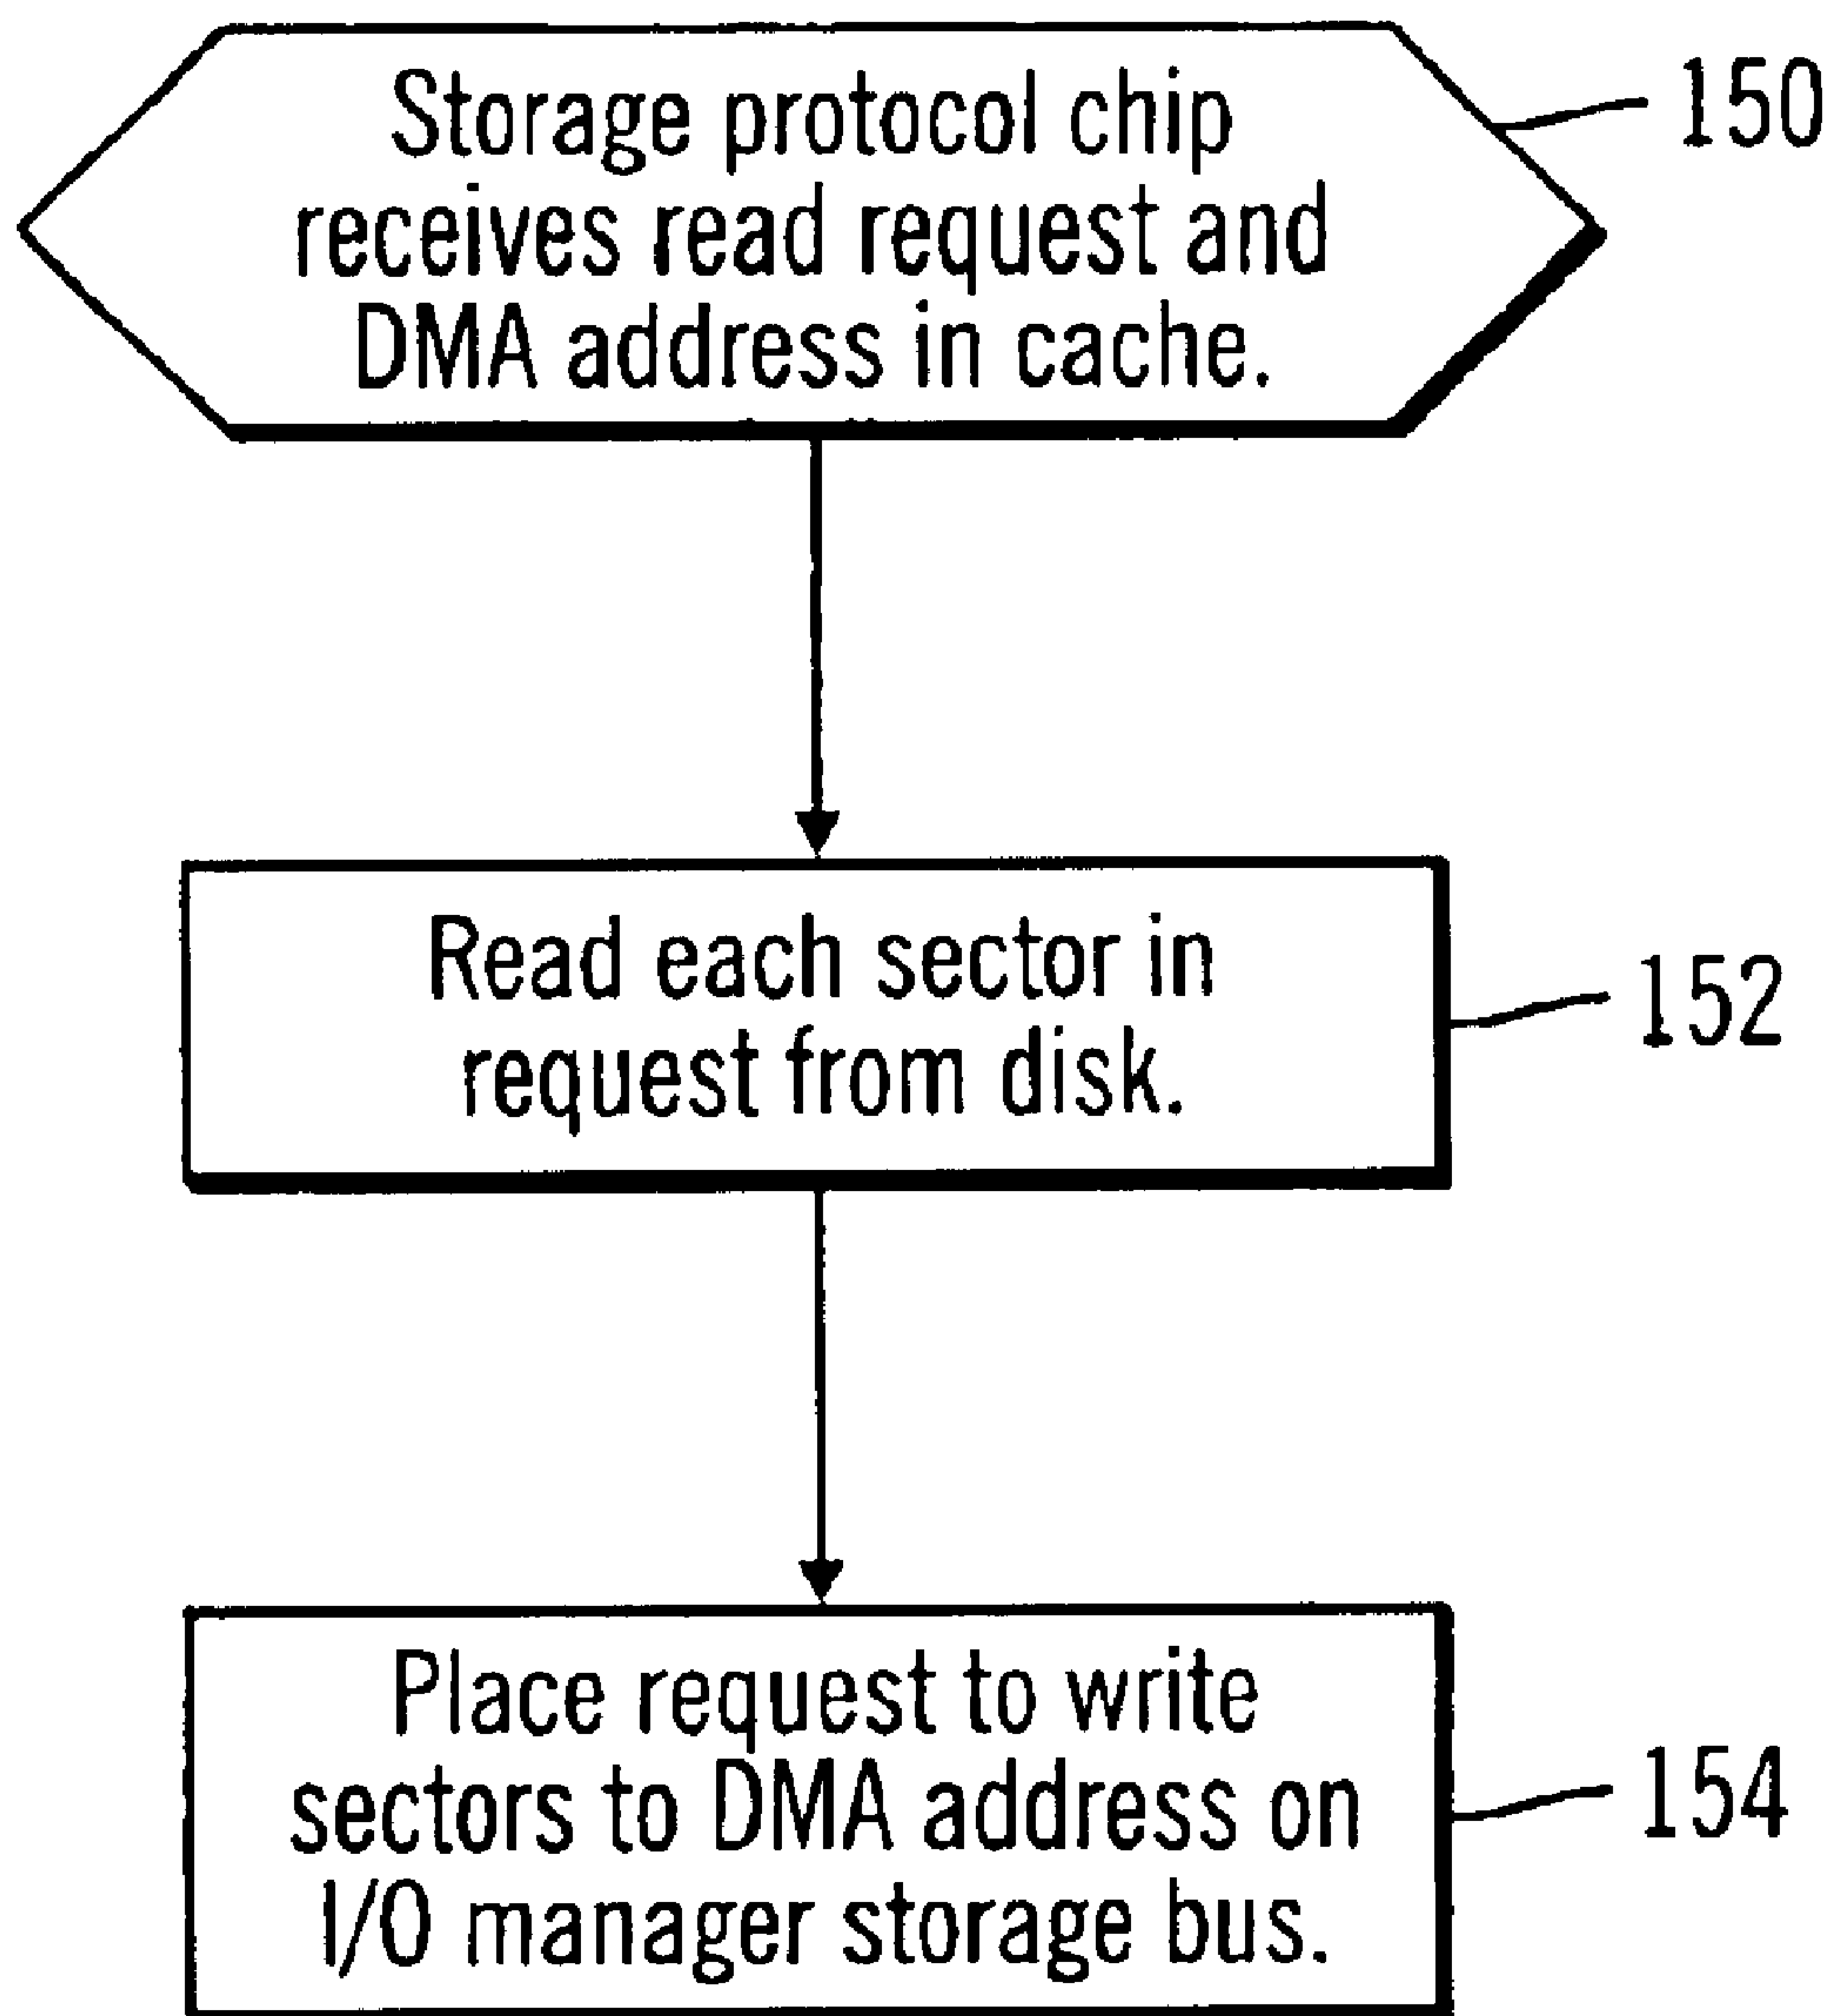 Storage protocol chip
receives read request and
DMA address in cache.
150
Read each sector in
request from disk.
152
Place request to write
sectors to DMA address on
I/O manager storage bus.
154